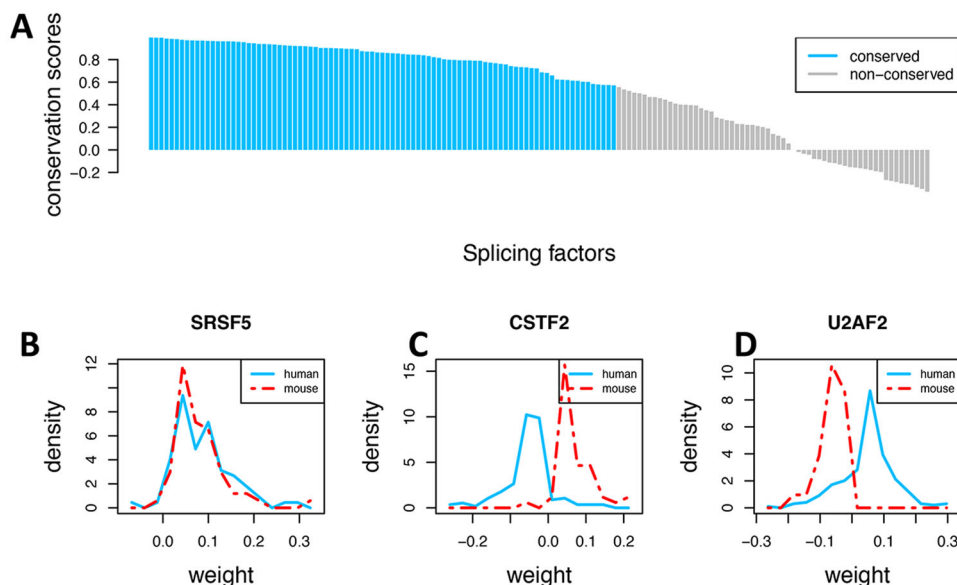 A
conservation scores
0.8
0.6
0.4
0.2
0.0
−0.2
conserved
non−conserved
Splicing factors
B
SRSF5
density
12
10
8
6
4
2
0
human
mouse
0.0 0.1 0.2 0.3
weight
C
CSTF2
density
15
10
5
0
human
mouse
−0.2 0.0 0.1 0.2
weight
D
U2AF2
density
10
8
6
4
2
0
human
mouse
−0.3 −0.1 0.1 0.3
weight